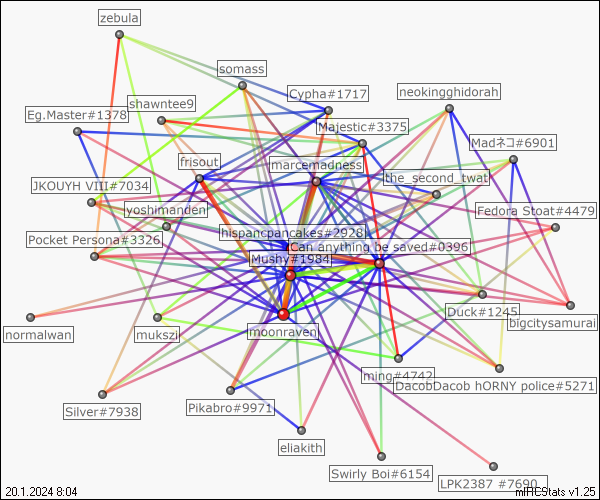 zebula
somass
Cypha#1717
neokingghidorah
shawntee9
Eg.Master#1378
Majestic#3375
Madネコ#6901
frisout
marcemadness
the_second_twat
JKOUYH VIII#7034
yoshimanden
Fedora Stoat#4479
Pocket Persona#3326
hispancpancakes#2928
Can anything be saved#0396
Mushy#1984
normalwan
mukszi
moonraven
Duck#1245
bigcitysamurai
ming#4742
DacobDacob hORNY police#5271
Silver#7938
Pikabro#9971
eliakith
Swirly Boi#6154
LPK2387 #7690
20.1.2024 8:04
mIRCStats v1.25